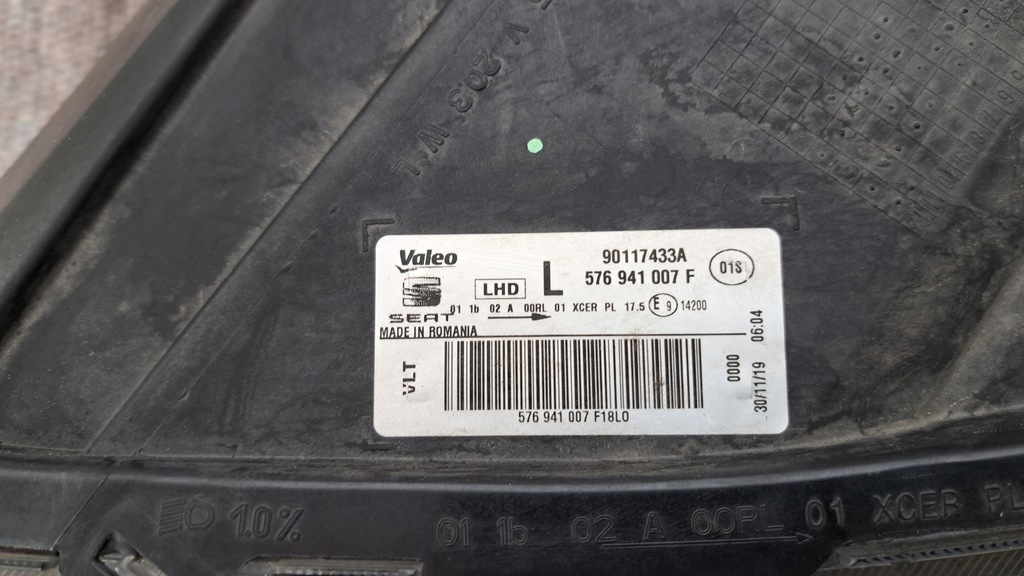 V 203 W L
Valeo
SEAT
LHD
L
90117433A
576 941 007 F
01S
01 1b 02 A 00RL 01 XCER PL 17.5 E 9 14200
MADE IN ROMANIA
VLT
576 941 007 F18L0
0000
30/11/19 06:04
1.0%
01 1b 02 A 00RL 01 XCER PL